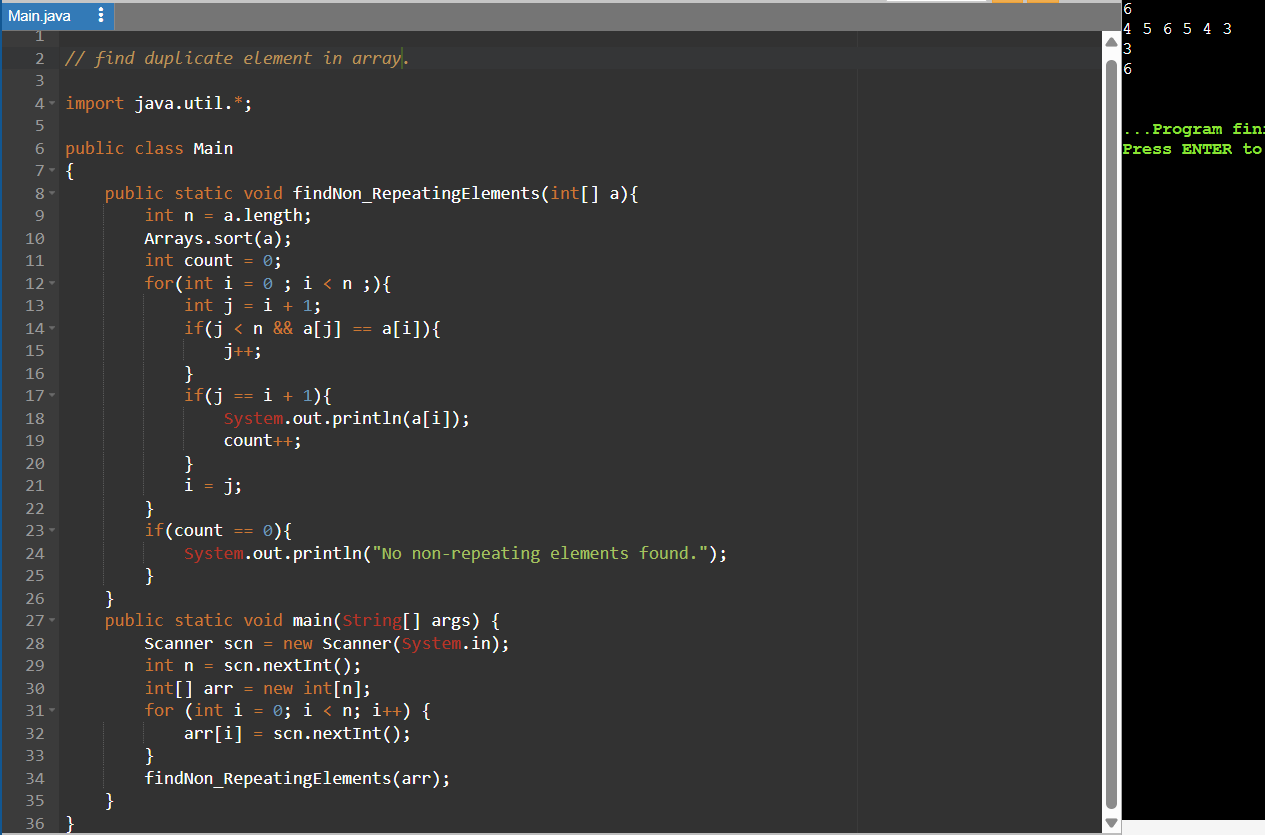 Main.java
1
2 // find duplicate element in array.
3
4 import java.util.*;
5
6 public class Main
7 {
8     public static void findNon_RepeatingElements(int[] a){
9         int n = a.length;
10         Arrays.sort(a);
11         int count = 0;
12         for(int i = 0 ; i < n ;){
13             int j = i + 1;
14             if(j < n && a[j] == a[i]){
15                 j++;
16             }
17             if(j == i + 1){
18                 System.out.println(a[i]);
19                 count++;
20             }
21             i = j;
22         }
23         if(count == 0){
24             System.out.println("No non-repeating elements found.");
25         }
26     }
27     public static void main(String[] args) {
28         Scanner scn = new Scanner(System.in);
29         int n = scn.nextInt();
30         int[] arr = new int[n];
31         for (int i = 0; i < n; i++) {
32             arr[i] = scn.nextInt();
33         }
34         findNon_RepeatingElements(arr);
35     }
36 }
6
4 5 6 5 4 3
3
6
...Program fini
Press ENTER to